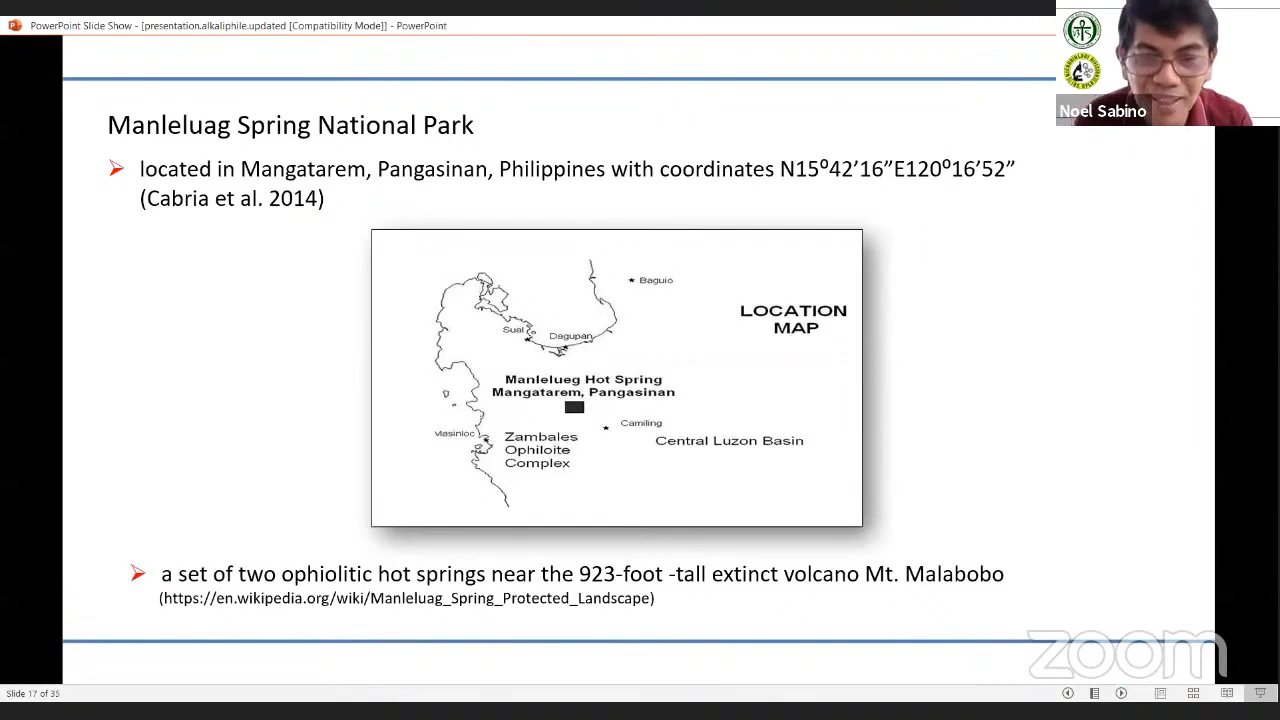 PowerPoint Slide Show - [presentation.alkaliphile.updated [Compatibility Mode]] - PowerPoint
Noel Sabino
Manleluag Spring National Park
located in Mangatarem, Pangasinan, Philippines with coordinates N15⁰42’16”E120⁰16’52”
(Cabria et al. 2014)
Baguio
LOCATION
MAP
Sual
Dagupan
Manlelueg Hot Spring
Mangatarem, Pangasinan
Camiling
Masinloc
Zambales
Ophiloite
Complex
Central Luzon Basin
a set of two ophiolitic hot springs near the 923-foot -tall extinct volcano Mt. Malabobo
(https://en.wikipedia.org/wiki/Manleluag_Spring_Protected_Landscape)
zoom
Slide 17 of 35